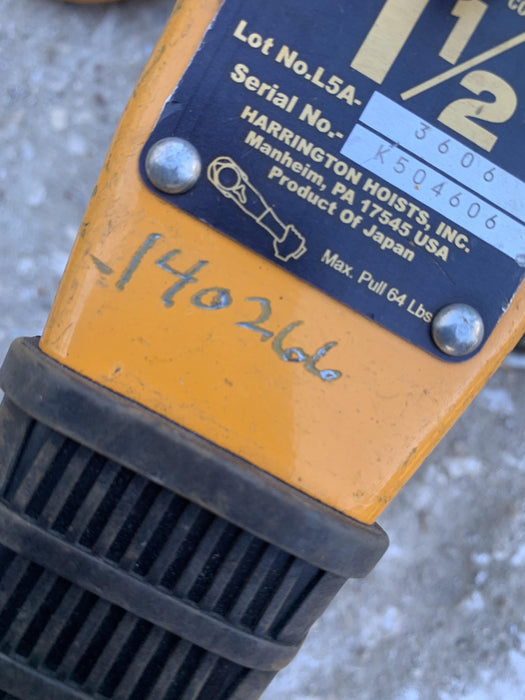 1 1/2
Lot No.L5A- 3606
Serial No.- K504606
HARRINGTON HOISTS, INC.
Manheim, PA 17545 USA
Product Of Japan
Max. Pull 64 Lbs
140266